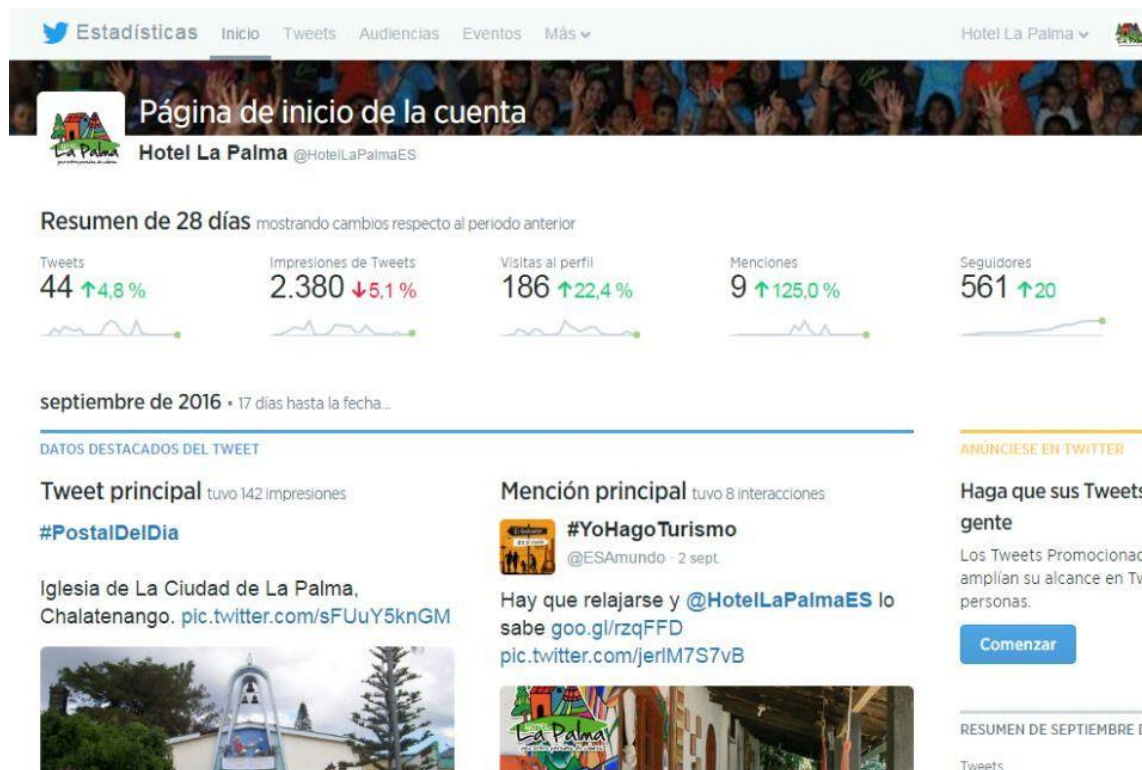 Estadísticas Inicio Tweets Audiencias Eventos Más Hotel La Palma
Página de inicio de la cuenta
La Palma
Hotel La Palma @HotelLaPalmaES
Resumen de 28 días mostrando cambios respecto al periodo anterior
Tweets
44 ↑4,8 %
Impresiones de Tweets
2.380 ↓5,1 %
Visitas al perfil
186 ↑22,4 %
Menciones
9 ↑125,0 %
Seguidores
561 ↑20
septiembre de 2016 • 17 días hasta la fecha...
DATOS DESTACADOS DEL TWEET
Tweet principal tuvo 142 impresiones
#PostalDelDia
Iglesia de La Ciudad de La Palma,
Chalatenango. pic.twitter.com/sFUuY5knGM
Mención principal tuvo 8 interacciones
#YoHagoTurismo
@ESAmundo · 2 sept.
Hay que relajarse y @HotelLaPalmaES lo
sabe goo.gl/rzqFFD
pic.twitter.com/jerlM7S7vB
La Palma
ANÚNCIESE EN TWITTER
Haga que sus Tweets
gente
Los Tweets Promocionad
amplían su alcance en Tw
personas.
Comenzar
RESUMEN DE SEPTIEMBRE D
Tweets